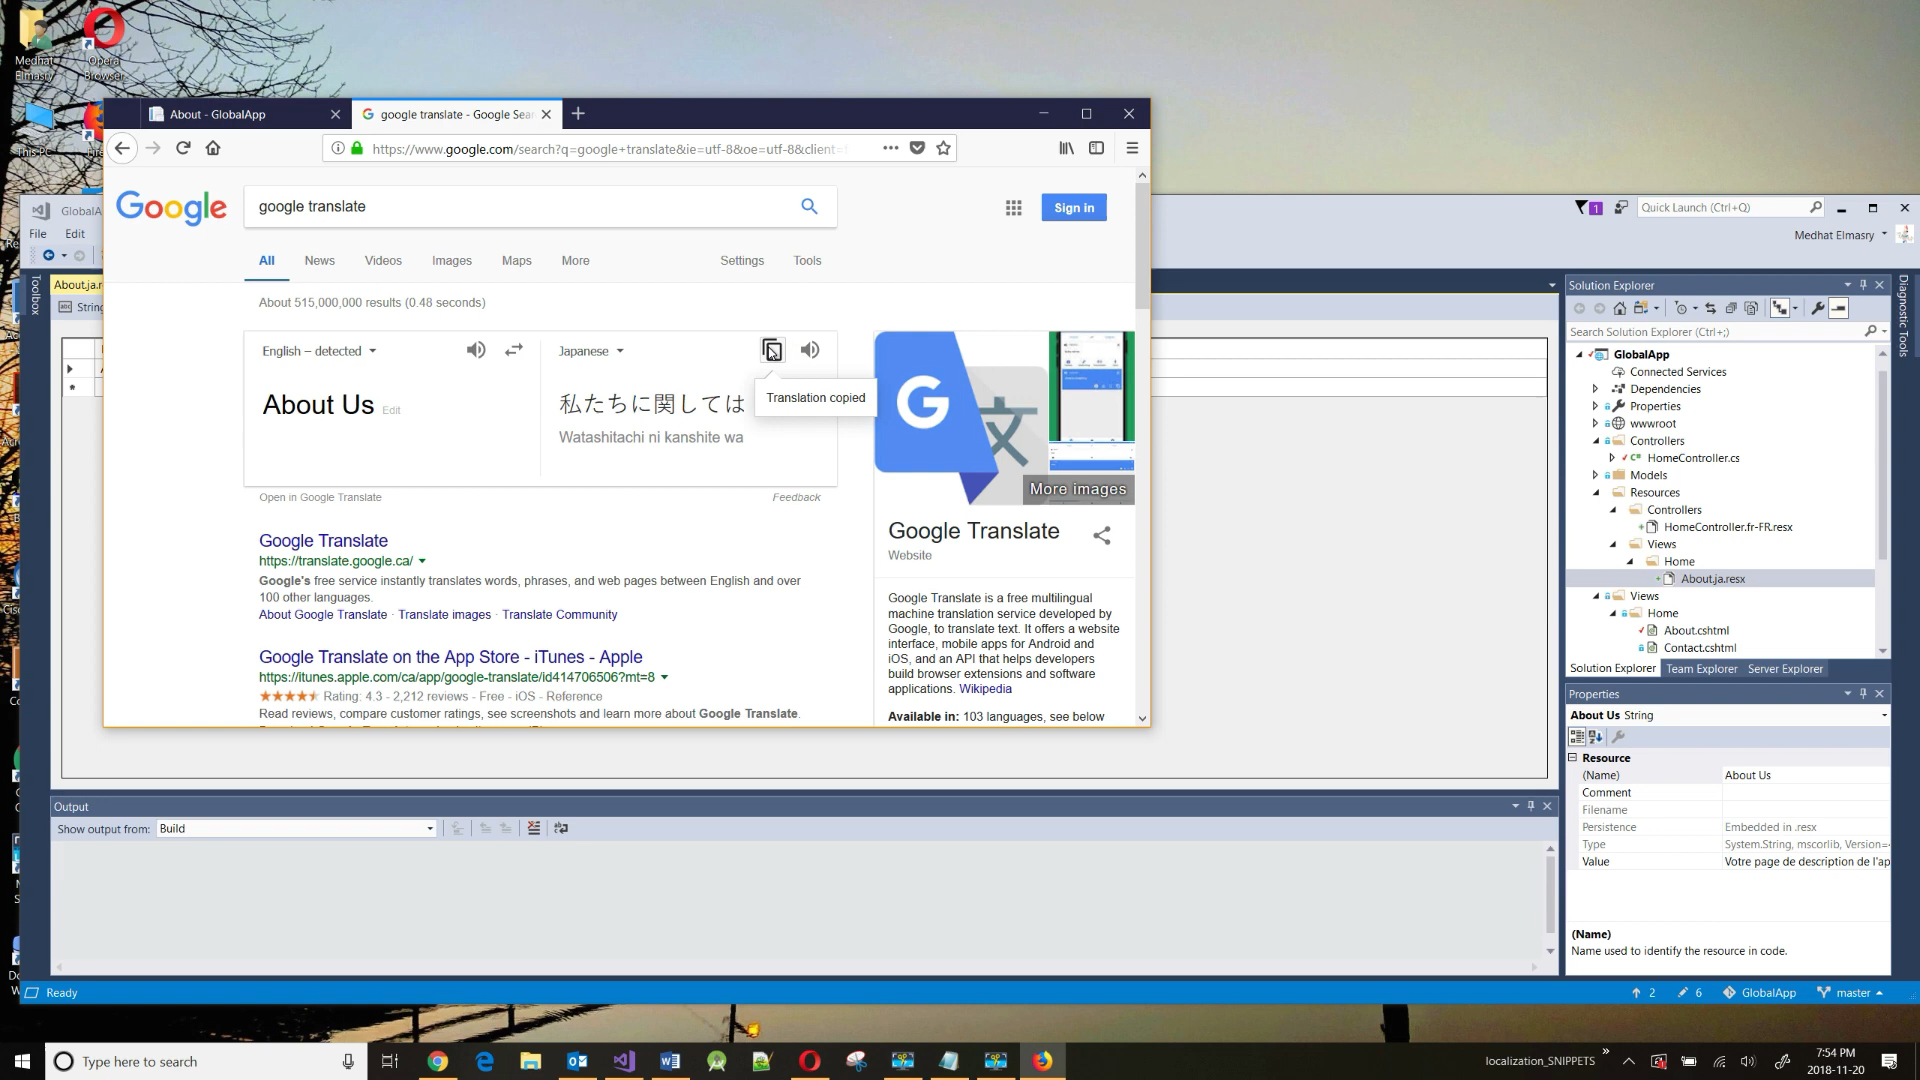 Medhat
Elmasry
Opera
Browser
This PC
About - GlobalApp
google translate - Google Sear
https://www.google.com/search?q=google+translate&ie=utf-8&oe=utf-8&client=
Google
google translate
Sign in
All
News
Videos
Images
Maps
More
Settings
Tools
About 515,000,000 results (0.48 seconds)
English – detected
Japanese
About Us
Edit
私たちに関しては
Watashitachi ni kanshite wa
Translation copied
Open in Google Translate
Feedback
More images
Google Translate
https://translate.google.ca/
Google's free service instantly translates words, phrases, and web pages between English and over
100 other languages.
About Google Translate · Translate images · Translate Community
Google Translate on the App Store - iTunes - Apple
https://itunes.apple.com/ca/app/google-translate/id414706506?mt=8
Rating: 4.3 - 2,212 reviews - Free - iOS - Reference
Read reviews, compare customer ratings, see screenshots and learn more about Google Translate.
Google Translate
Website
Google Translate is a free multilingual
machine translation service developed by
Google, to translate text. It offers a website
interface, mobile apps for Android and
iOS, and an API that helps developers
build browser extensions and software
applications. Wikipedia
Available in: 103 languages, see below
GlobalA
File
Edit
Quick Launch (Ctrl+Q)
1
Medhat Elmasry
Toolbox
About.ja.r
String
Diagnostic Tools
Solution Explorer
Search Solution Explorer (Ctrl+;)
GlobalApp
Connected Services
Dependencies
Properties
wwwroot
Controllers
C# HomeController.cs
Models
Resources
Controllers
HomeController.fr-FR.resx
Views
Home
About.ja.resx
Views
Home
About.cshtml
Contact.cshtml
Solution Explorer
Team Explorer
Server Explorer
Properties
About Us String
Resource
(Name)
About Us
Comment
Filename
Persistence
Embedded in .resx
Type
System.String, mscorlib, Version=
Value
Votre page de description de l'ap
(Name)
Name used to identify the resource in code.
Output
Show output from:
Build
Ready
2
6
GlobalApp
master
Type here to search
localization_SNIPPETS
7:54 PM
2018-11-20